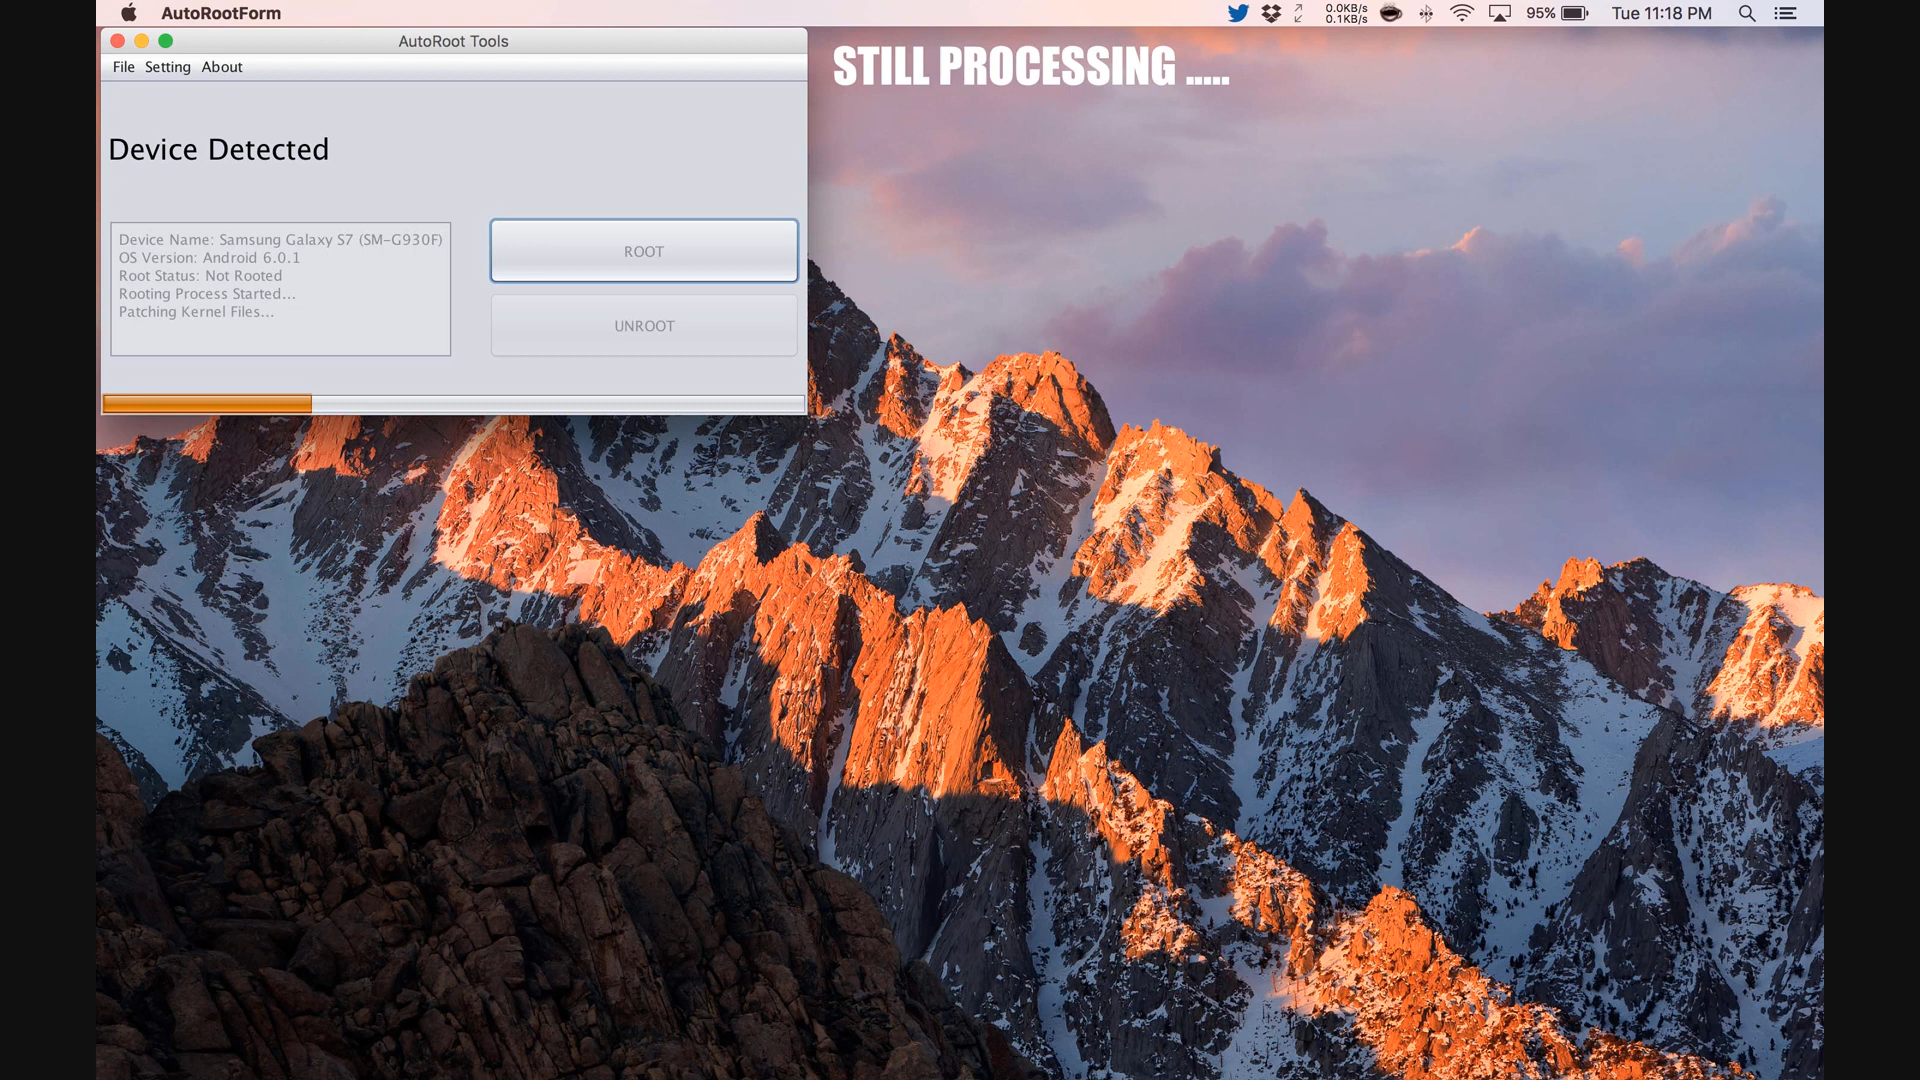 AutoRootForm
0.0KB/s
0.1KB/s
95%
Tue 11:18 PM
AutoRoot Tools
File Setting About
STILL PROCESSING .....
Device Detected
Device Name: Samsung Galaxy S7 (SM-G930F)
OS Version: Android 6.0.1
Root Status: Not Rooted
Rooting Process Started...
Patching Kernel Files...
ROOT
UNROOT